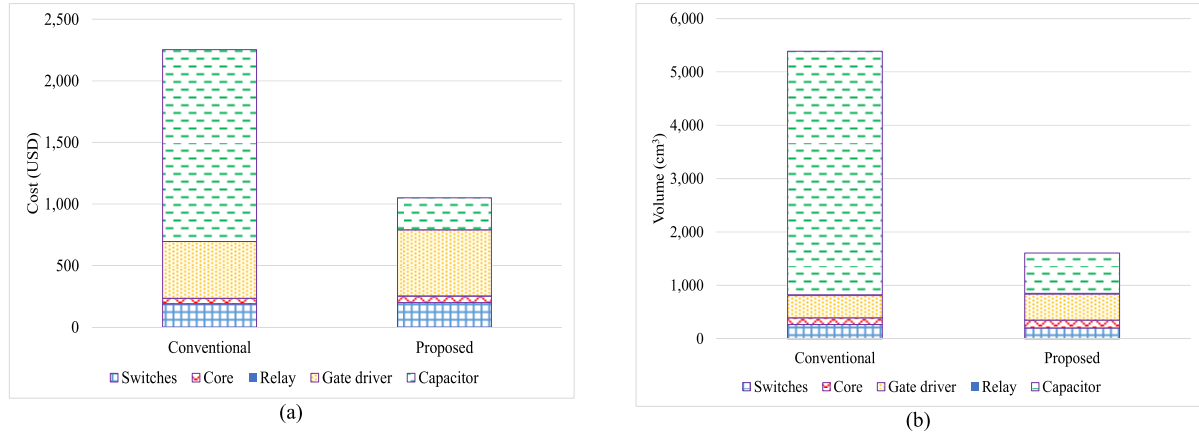 2,500
2,000
1,500
1,000
500
0
Cost (USD)
Conventional Proposed
Switches Core Relay Gate driver Capacitor
(a)
6,000
5,000
4,000
3,000
2,000
1,000
0
Volume (cm³)
Conventional Proposed
Switches Core Gate driver Relay Capacitor
(b)